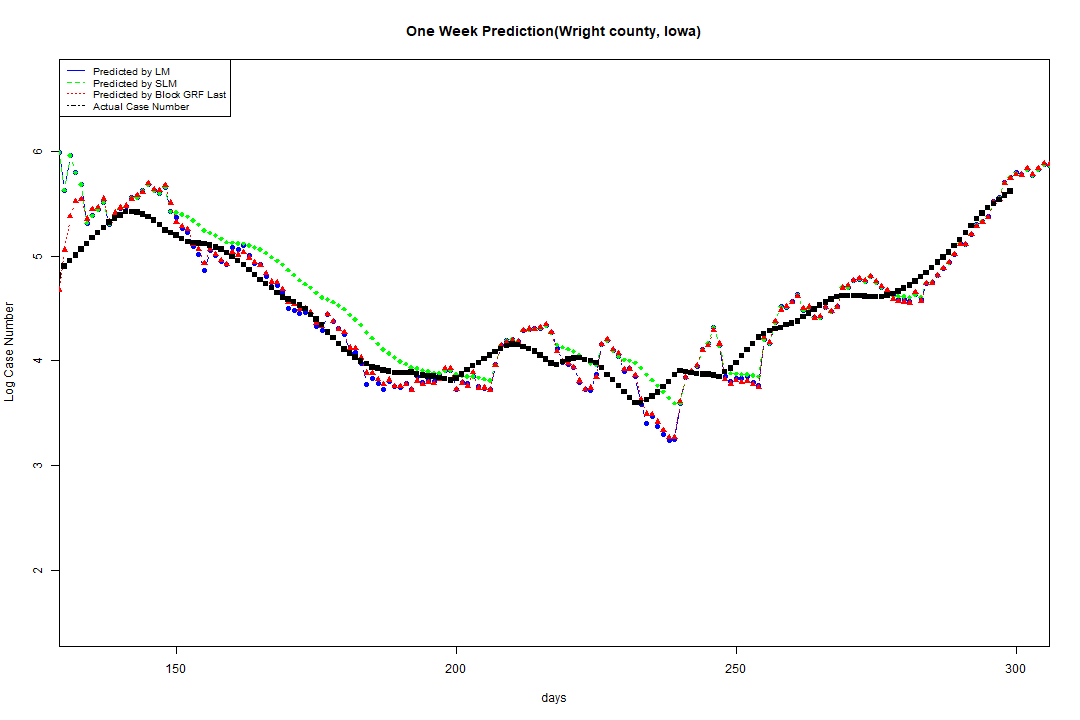 One Week Prediction(Wright county, Iowa)
Predicted by LM
Predicted by SLM
Predicted by Block GRF Last
Actual Case Number
6
5
4
3
2
Log Case Number
150 200 250 300
days